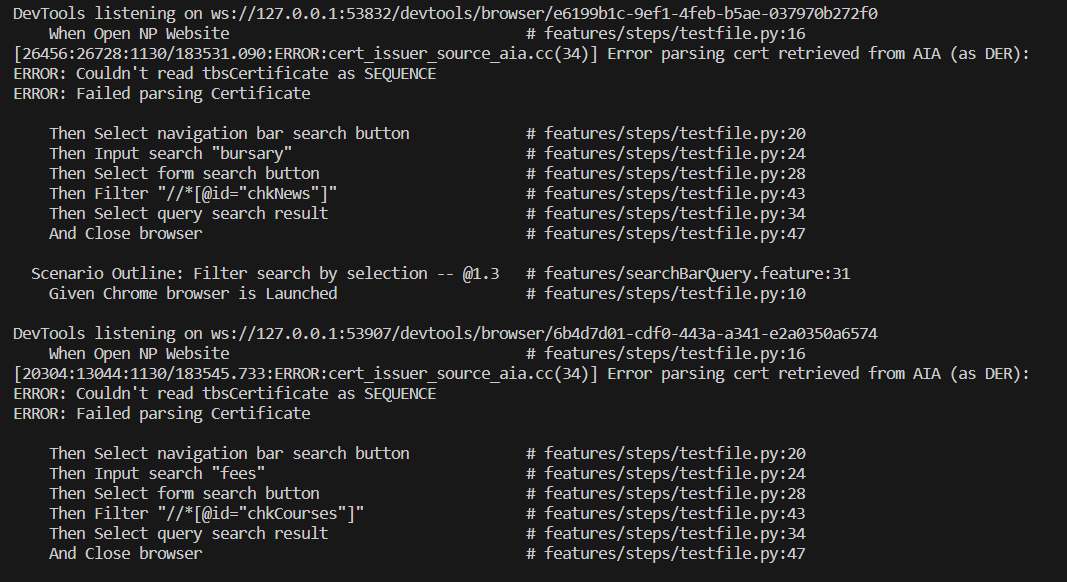 DevTools listening on ws://127.0.0.1:53832/devtools/browser/e6199b1c-9ef1-4feb-b5ae-037970b272f0
    When Open NP Website                                 # features/steps/testfile.py:16
[26456:26728:1130/183531.090:ERROR:cert_issuer_source_aia.cc(34)] Error parsing cert retrieved from AIA (as DER):
ERROR: Couldn't read tbsCertificate as SEQUENCE
ERROR: Failed parsing Certificate

    Then Select navigation bar search button             # features/steps/testfile.py:20
    Then Input search "bursary"                          # features/steps/testfile.py:24
    Then Select form search button                       # features/steps/testfile.py:28
    Then Filter "//*[@id="chkNews"]"                     # features/steps/testfile.py:43
    Then Select query search result                      # features/steps/testfile.py:34
    And Close browser                                    # features/steps/testfile.py:47

  Scenario Outline: Filter search by selection -- @1.3   # features/searchBarQuery.feature:31
    Given Chrome browser is Launched                     # features/steps/testfile.py:10

DevTools listening on ws://127.0.0.1:53907/devtools/browser/6b4d7d01-cdf0-443a-a341-e2a0350a6574
    When Open NP Website                                 # features/steps/testfile.py:16
[20304:13044:1130/183545.733:ERROR:cert_issuer_source_aia.cc(34)] Error parsing cert retrieved from AIA (as DER):
ERROR: Couldn't read tbsCertificate as SEQUENCE
ERROR: Failed parsing Certificate

    Then Select navigation bar search button             # features/steps/testfile.py:20
    Then Input search "fees"                             # features/steps/testfile.py:24
    Then Select form search button                       # features/steps/testfile.py:28
    Then Filter "//*[@id="chkCourses"]"                  # features/steps/testfile.py:43
    Then Select query search result                      # features/steps/testfile.py:34
    And Close browser                                    # features/steps/testfile.py:47